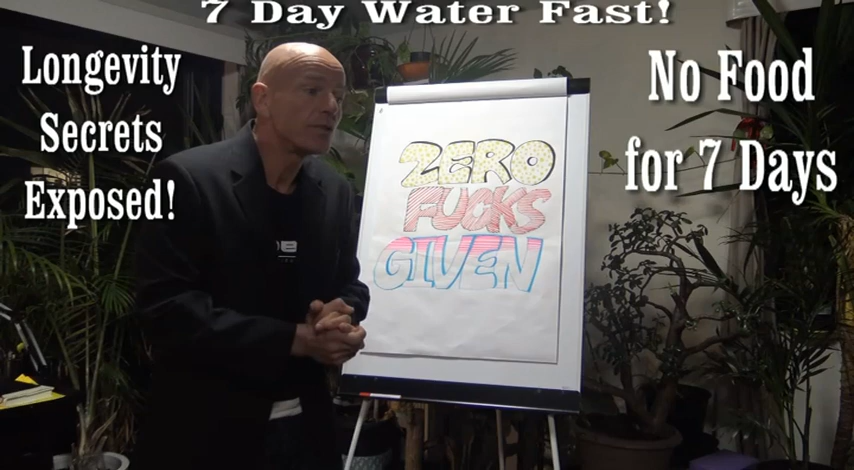 7 Day Water Fast!
Longevity
Secrets
Exposed!
No Food
for 7 Days
ZERO
FUCKS
GIVEN